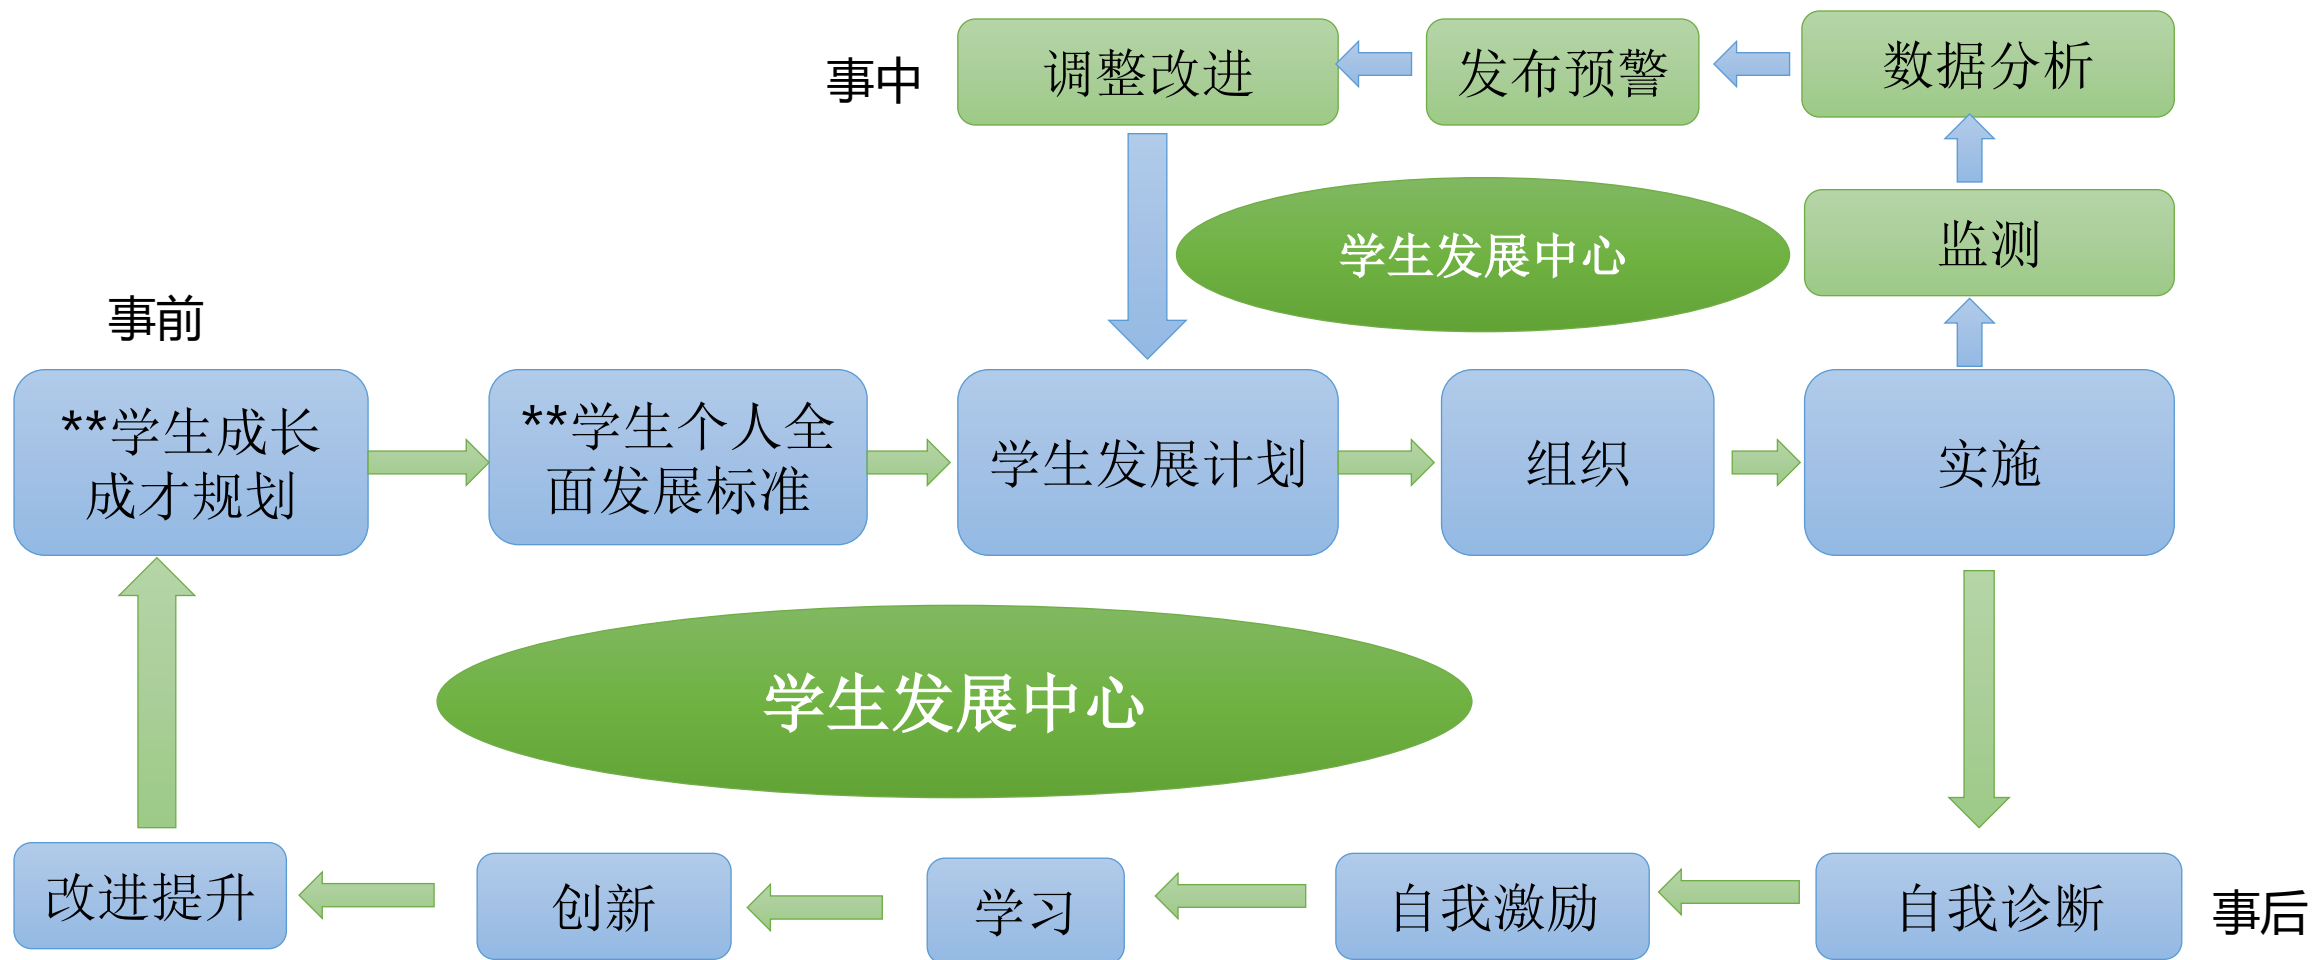 事中
调整改进
发布预警
数据分析
学生发展中心
监测
事前
**学生成长
成才规划
**学生个人全
面发展标准
学生发展计划
组织
实施
学生发展中心
改进提升
创新
学习
自我激励
自我诊断
事后